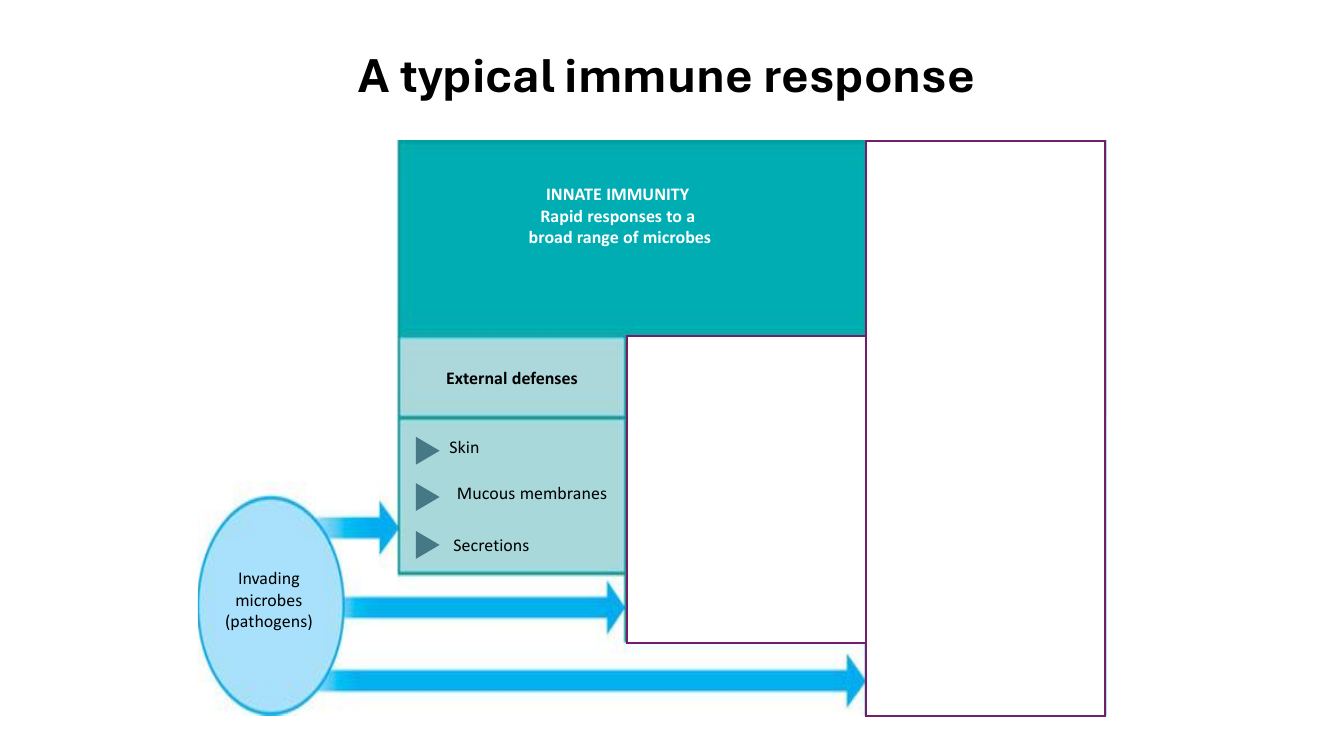 A typical immune response
INNATE IMMUNITY
Rapid responses to a
broad range of microbes
External defenses
Skin
Mucous membranes
Secretions
Invading
microbes
(pathogens)